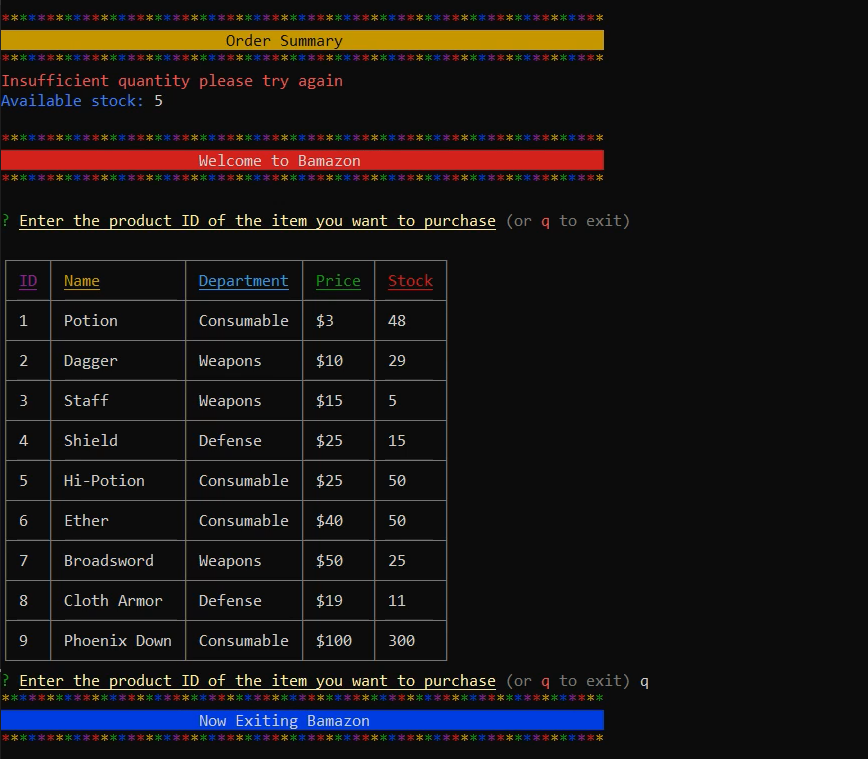 *******************************************************************
Order Summary
*******************************************************************
Insufficient quantity please try again
Available stock: 5
*******************************************************************
Welcome to Bamazon
*******************************************************************
? Enter the product ID of the item you want to purchase (or q to exit)
ID Name Department Price Stock
1 Potion Consumable $3 48
2 Dagger Weapons $10 29
3 Staff Weapons $15 5
4 Shield Defense $25 15
5 Hi-Potion Consumable $25 50
6 Ether Consumable $40 50
7 Broadsword Weapons $50 25
8 Cloth Armor Defense $19 11
9 Phoenix Down Consumable $100 300
? Enter the product ID of the item you want to purchase (or q to exit) q
*******************************************************************
Now Exiting Bamazon
*******************************************************************